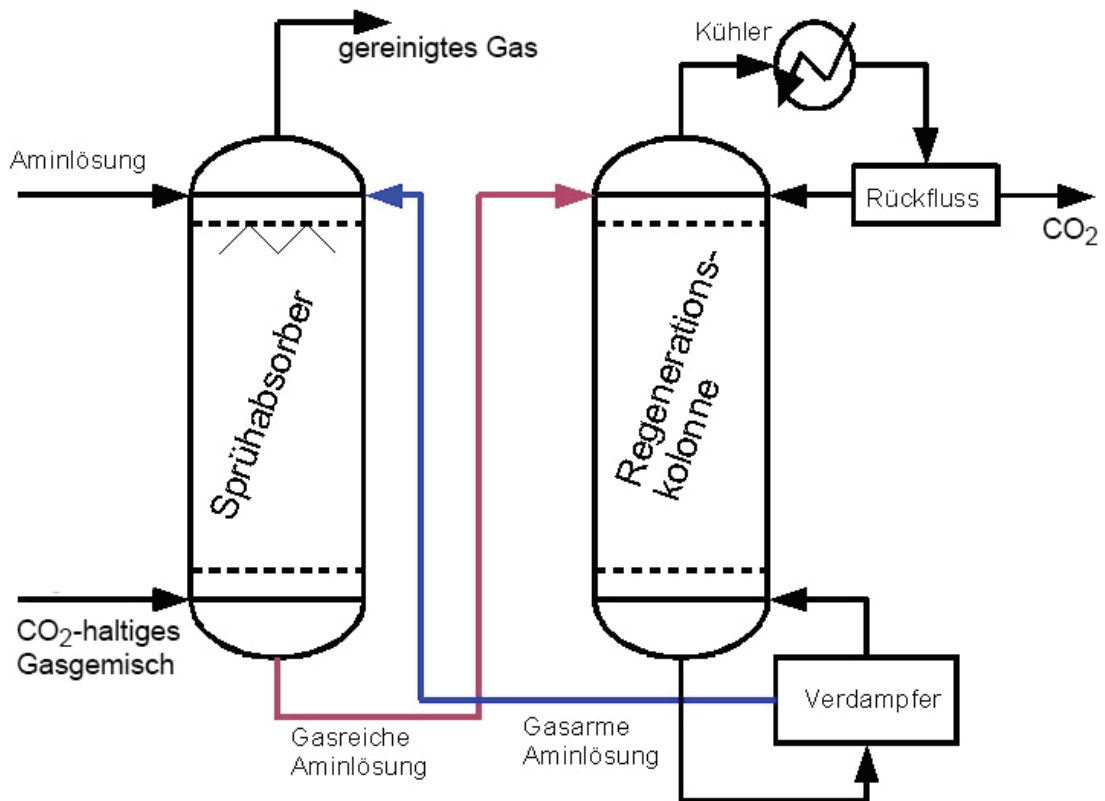 gereinigtes Gas
Kühler
Aminlösung
Rückfluss
CO₂
Sprühabsorber
Regenerations-
kolonne
CO₂-haltiges
Gasgemisch
Verdampfer
Gasreiche
Aminlösung
Gasarme
Aminlösung